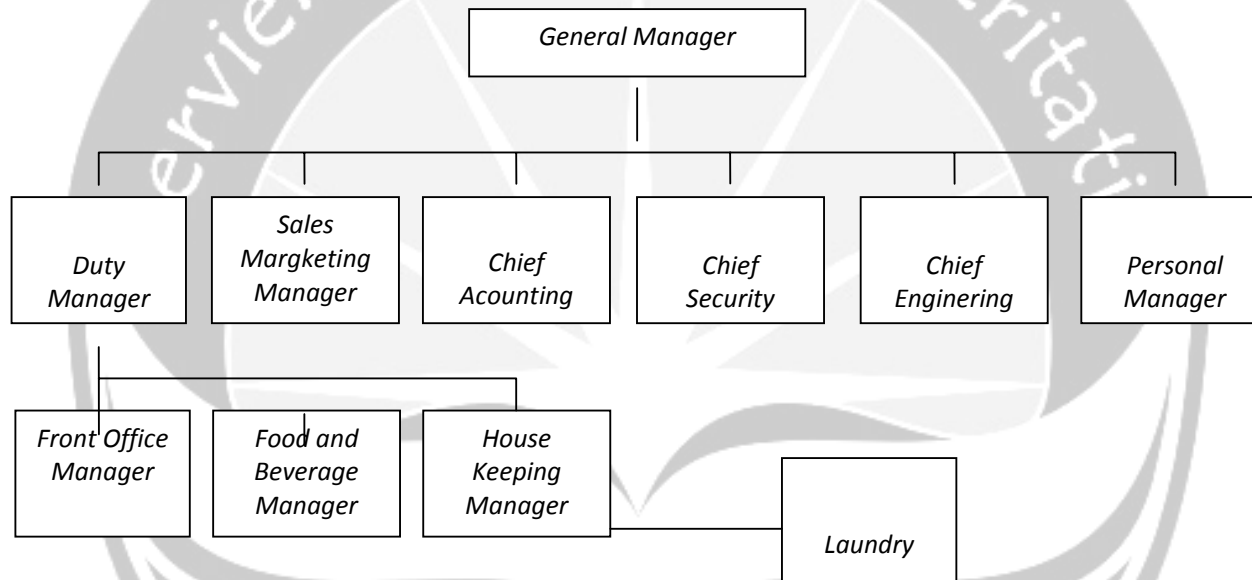 General Manager
Duty
Manager
Sales
Margketing
Manager
Chief
Acounting
Chief
Security
Chief
Enginering
Personal
Manager
Front Office
Manager
Food and
Beverage
Manager
House
Keeping
Manager
Laundry